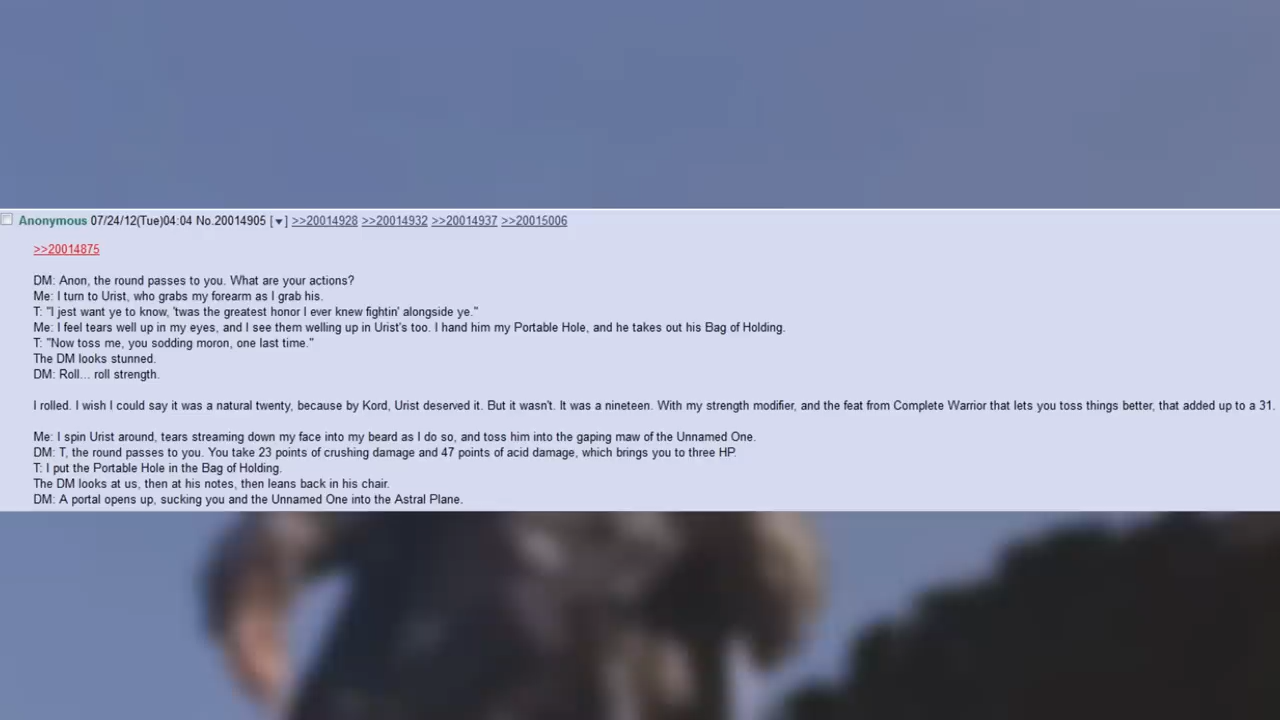 Anonymous 07/24/12(Tue)04:04 No.20014905 [▼] >>20014928 >>20014932 >>20014937 >>20015006
>>20014875
DM: Anon, the round passes to you. What are your actions?
Me: I turn to Urist, who grabs my forearm as I grab his.
T: "I jest want ye to know, 'twas the greatest honor I ever knew fightin' alongside ye."
Me: I feel tears well up in my eyes, and I see them welling up in Urist's too. I hand him my Portable Hole, and he takes out his Bag of Holding.
T: "Now toss me, you sodding moron, one last time."
The DM looks stunned.
DM: Roll... roll strength.
I rolled. I wish I could say it was a natural twenty, because by Kord, Urist deserved it. But it wasn't. It was a nineteen. With my strength modifier, and the feat from Complete Warrior that lets you toss things better, that added up to a 31.
Me: I spin Urist around, tears streaming down my face into my beard as I do so, and toss him into the gaping maw of the Unnamed One.
DM: T, the round passes to you. You take 23 points of crushing damage and 47 points of acid damage, which brings you to three HP.
T: I put the Portable Hole in the Bag of Holding.
The DM looks at us, then at his notes, then leans back in his chair.
DM: A portal opens up, sucking you and the Unnamed One into the Astral Plane.